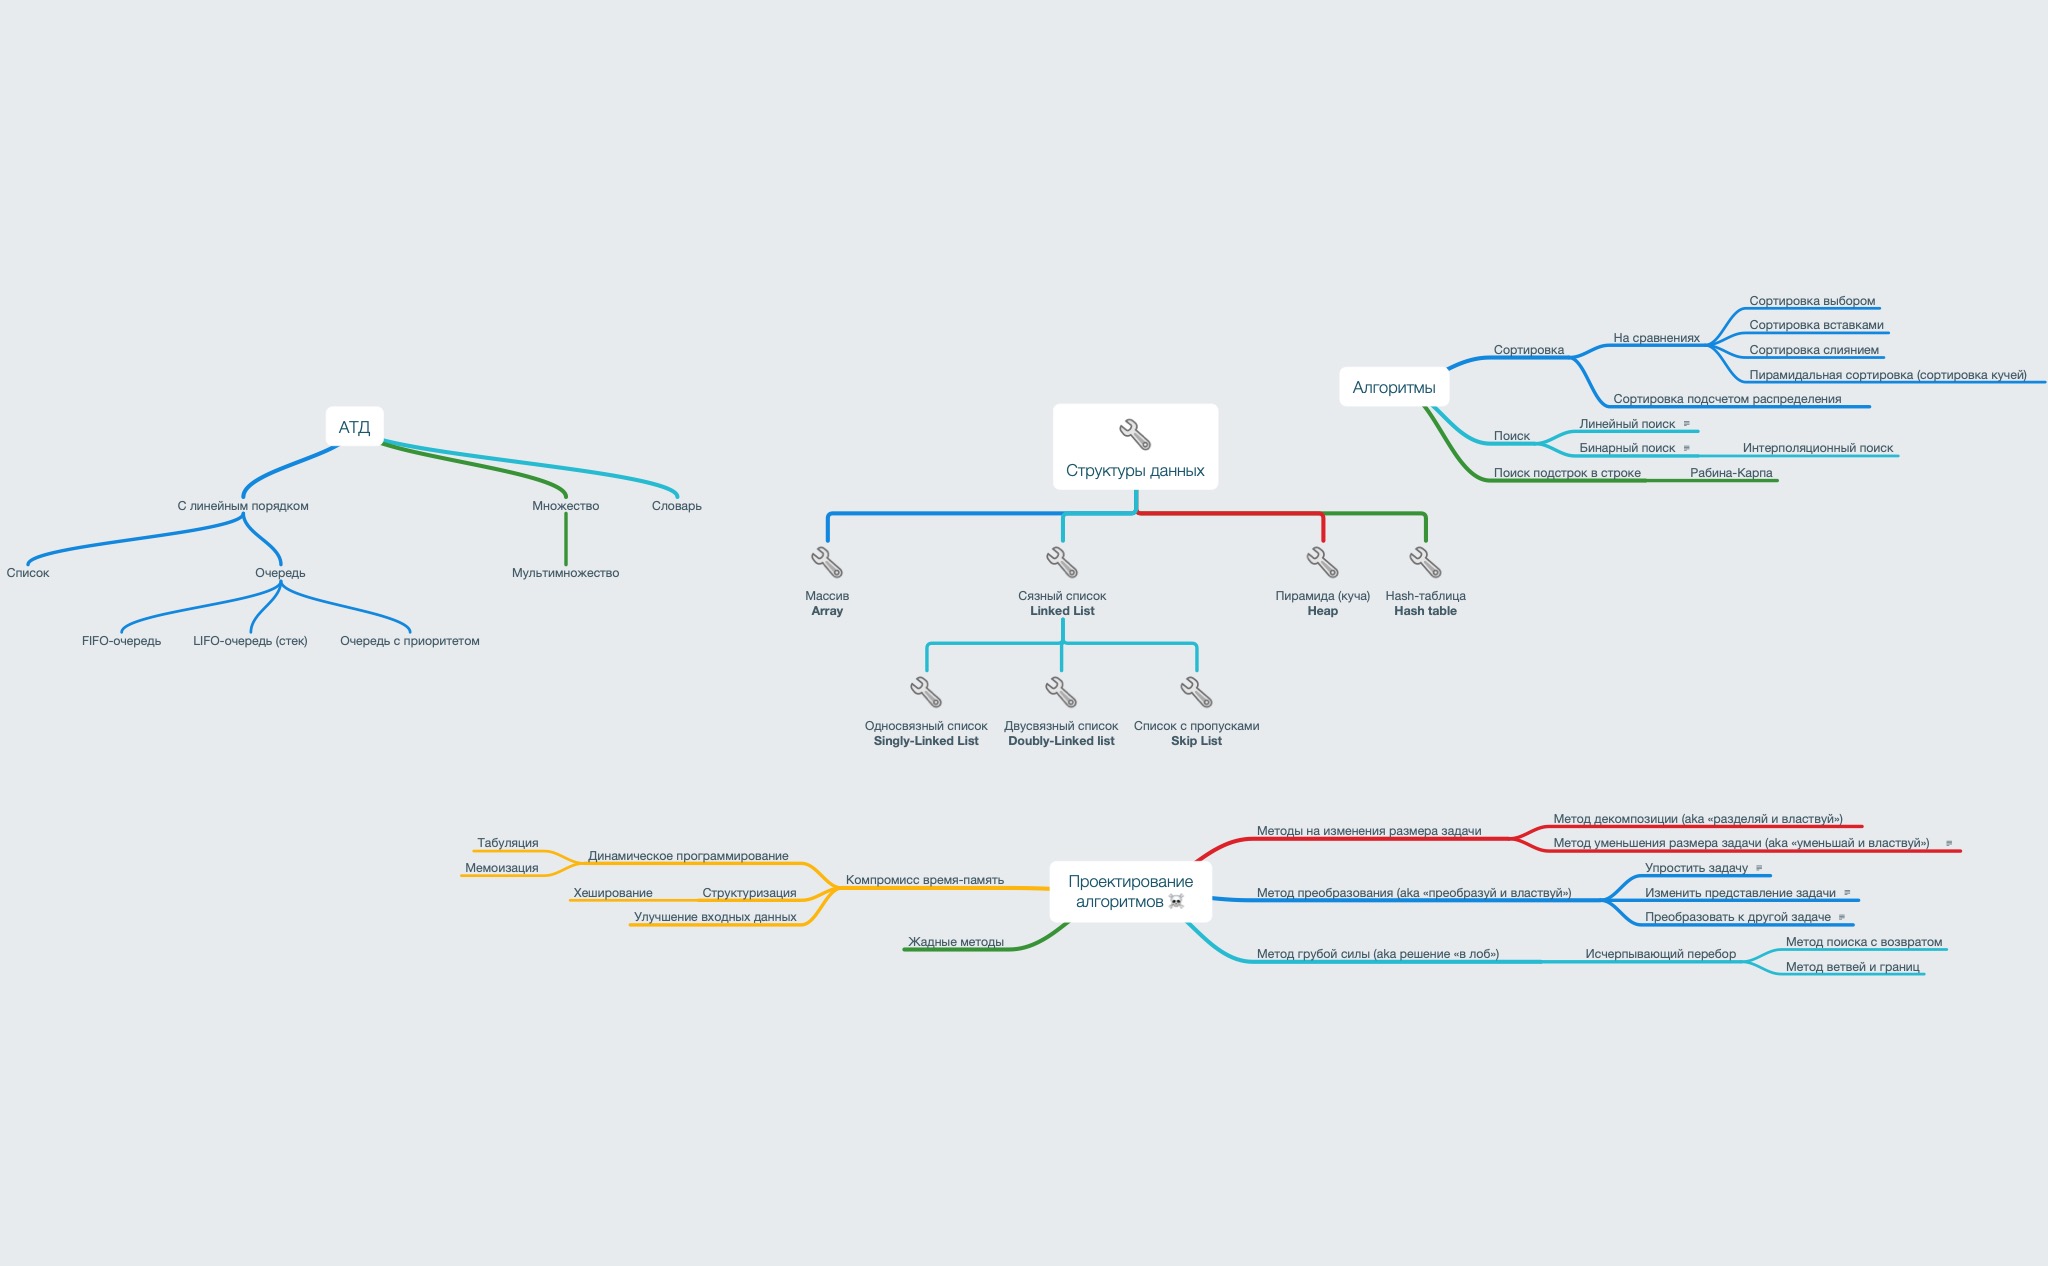 АТД
С линейным порядком
Множество
Словарь
Список
Очередь
Мультимножество
FIFO-очередь
LIFO-очередь (стек)
Очередь с приоритетом
Структуры данных
Массив
Array
Сязный список
Linked List
Пирамида (куча)
Heap
Hash-таблица
Hash table
Односвязный список
Singly-Linked List
Двусвязный список
Doubly-Linked list
Список с пропусками
Skip List
Алгоритмы
Сортировка
На сравнениях
Сортировка выбором
Сортировка вставками
Сортировка слиянием
Пирамидальная сортировка (сортировка кучей)
Сортировка подсчетом распределения
Поиск
Линейный поиск
Бинарный поиск
Интерполяционный поиск
Поиск подстрок в строке
Рабина-Карпа
Проектирование
алгоритмов ☠️
Компромисс время-память
Динамическое программирование
Табуляция
Мемоизация
Структуризация
Хеширование
Улучшение входных данных
Жадные методы
Методы на изменения размера задачи
Метод декомпозиции (aka «разделяй и властвуй»)
Метод уменьшения размера задачи (aka «уменьшай и властвуй»)
Метод преобразования (aka «преобразуй и властвуй»)
Упростить задачу
Изменить представление задачи
Преобразовать к другой задаче
Метод грубой силы (aka решение «в лоб»)
Исчерпывающий перебор
Метод поиска с возвратом
Метод ветвей и границ